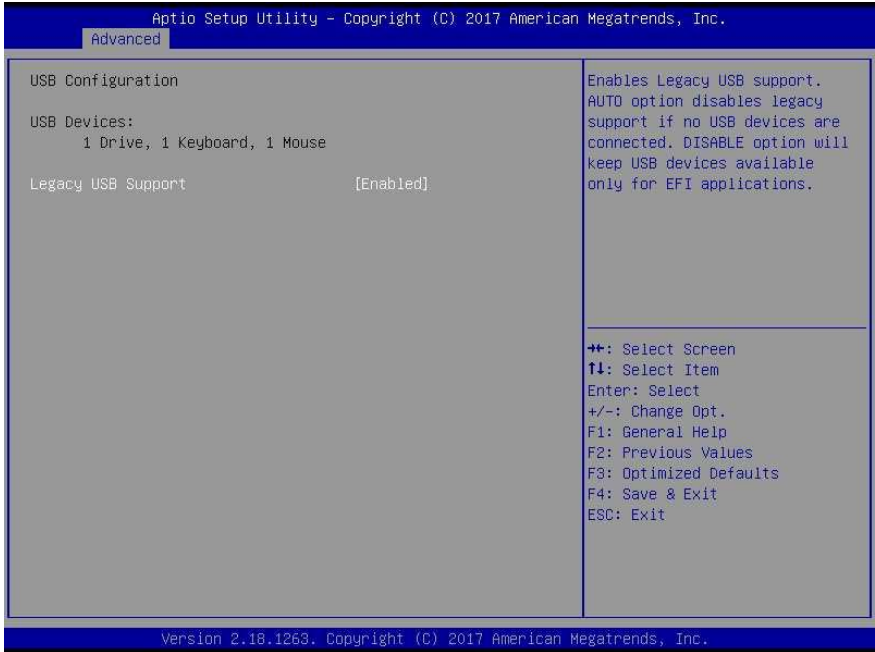 Aptio Setup Utility – Copyright (C) 2017 American Megatrends, Inc.
Advanced
USB Configuration
USB Devices:
1 Drive, 1 Keyboard, 1 Mouse
Legacy USB Support [Enabled]
Enables Legacy USB support.
AUTO option disables legacy
support if no USB devices are
connected. DISABLE option will
keep USB devices available
only for EFI applications.
→←: Select Screen
↑↓: Select Item
Enter: Select
+/-: Change Opt.
F1: General Help
F2: Previous Values
F3: Optimized Defaults
F4: Save & Exit
ESC: Exit
Version 2.18.1263. Copyright (C) 2017 American Megatrends, Inc.